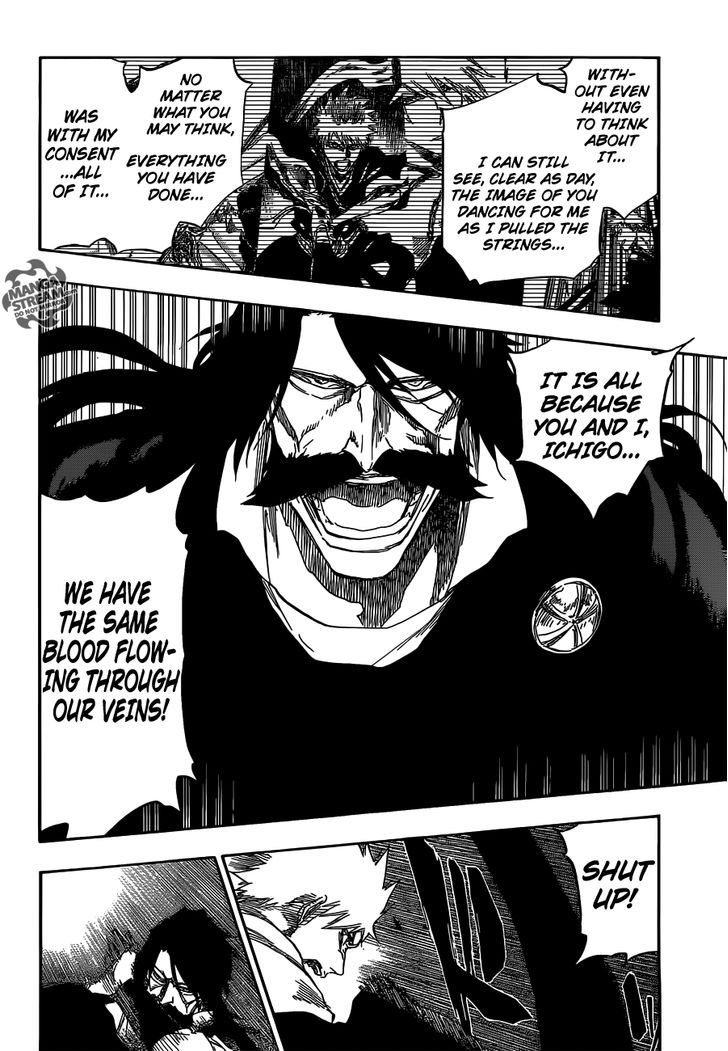 WITH-
OUT EVEN
HAVING
TO THINK
ABOUT
IT...
I CAN STILL
SEE, CLEAR AS DAY,
THE IMAGE OF YOU
DANCING FOR ME
AS I PULLED THE
STRINGS...
NO
MATTER
WHAT YOU
MAY THINK,
EVERYTHING
YOU HAVE
DONE...
WAS
WITH MY
CONSENT
...ALL
OF IT...
MANGA
STREAM
DO NOT ANIMATE
IT IS ALL
BECAUSE
YOU AND I,
ICHIGO...
WE HAVE
THE SAME
BLOOD FLOW-
ING THROUGH
OUR VEINS!
SHUT
UP!